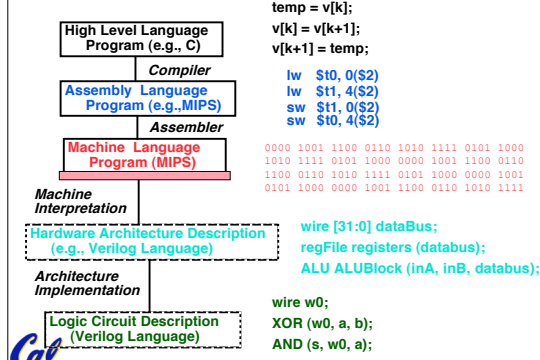 temp = v[k];
v[k] = v[k+1];
v[k+1] = temp;
High Level Language
Program (e.g., C)
Compiler
lw $t0, 0($2)
lw $t1, 4($2)
sw $t1, 0($2)
sw $t0, 4($2)
Assembly Language
Program (e.g.,MIPS)
Assembler
Machine Language
Program (MIPS)
0000 1001 1100 0110 1010 1111 0101 1000
1010 1111 0101 1000 0000 1001 1100 0110
1100 0110 1010 1111 0101 1000 0000 1001
0101 1000 0000 1001 1100 0110 1010 1111
Machine
Interpretation
Hardware Architecture Description
(e.g., Verilog Language)
wire [31:0] dataBus;
regFile registers (databus);
ALU ALUBlock (inA, inB, databus);
Architecture
Implementation
Logic Circuit Description
(Verilog Language)
wire w0;
XOR (w0, a, b);
AND (s, w0, a);
Cal